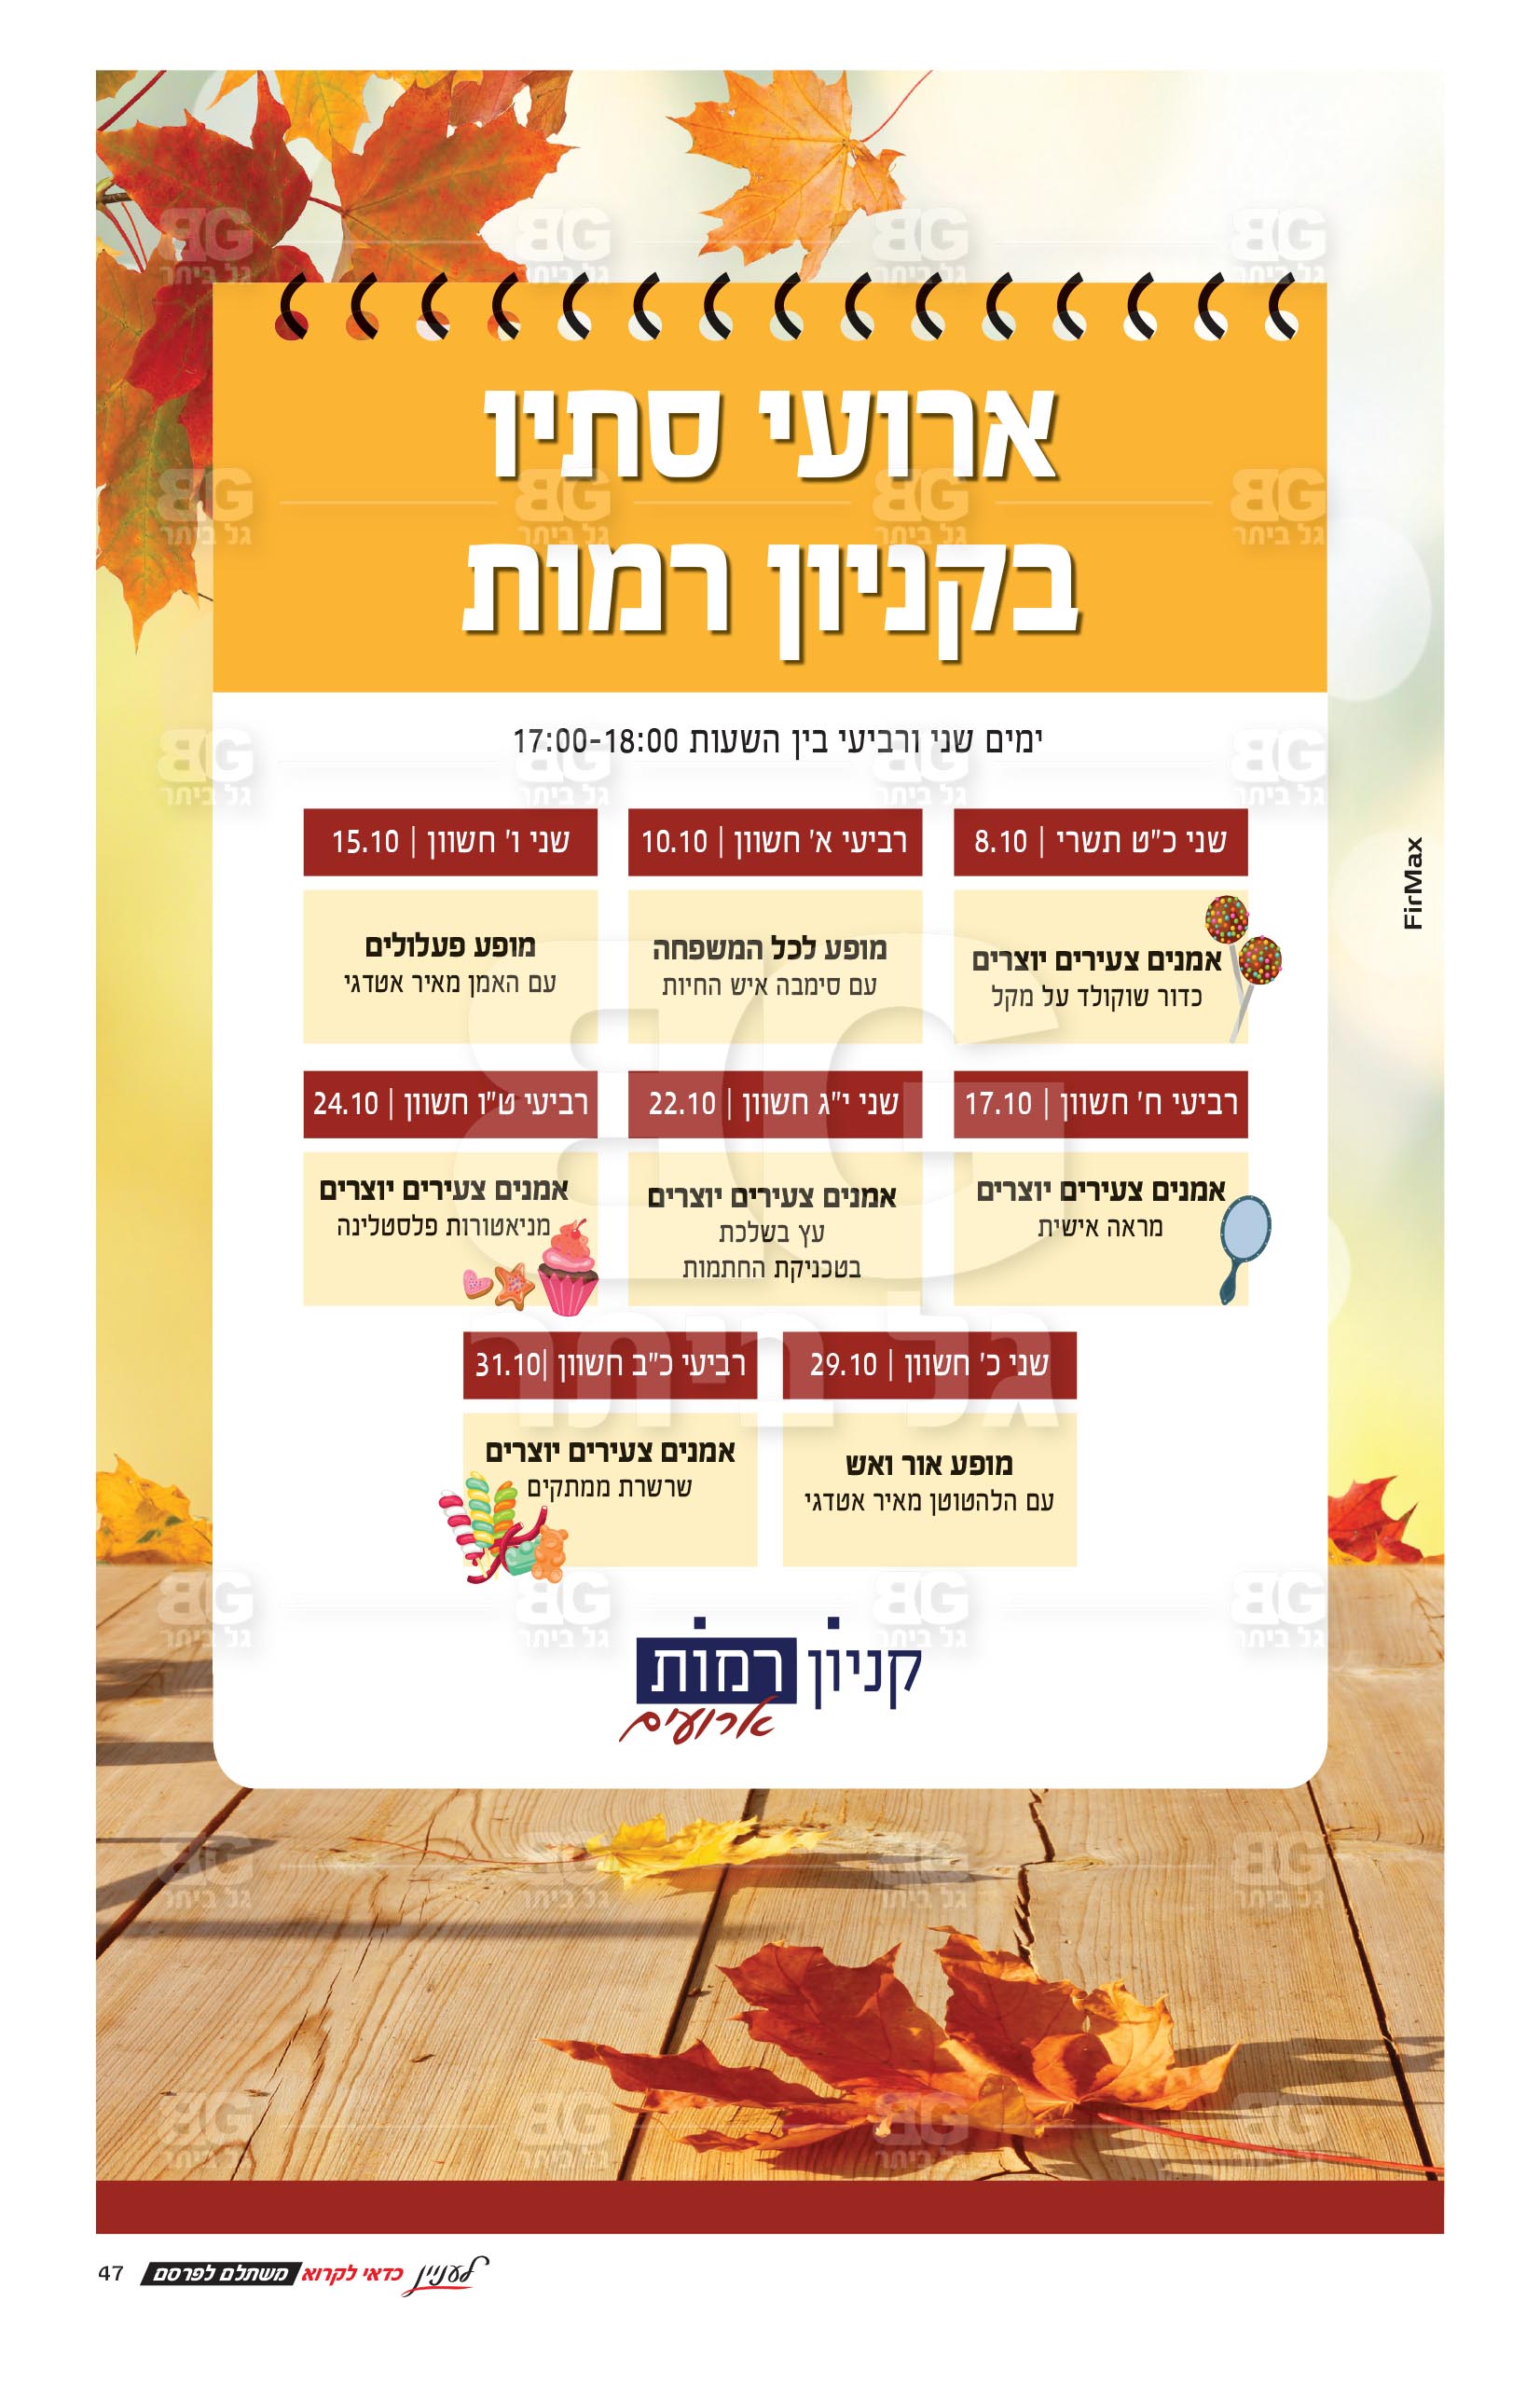 ארועי סתיו
בקניון רמות
ימים שני ורביעי בין השעות 17:00-18:00
שני כ"ט תשרי | 8.10
אמנים צעירים יוצרים
כדור שוקולד על מקל
רביעי א' חשוון | 10.10
מופע לכל המשפחה
עם סימבה איש החיות
שני ו' חשוון | 15.10
מופע פעלולים
עם האמן מאיר אטדגי
רביעי ח' חשוון | 17.10
אמנים צעירים יוצרים
מראה אישית
שני י"ג חשוון | 22.10
אמנים צעירים יוצרים
עץ בשלכת
בטכניקת החתמות
רביעי ט"ו חשוון | 24.10
אמנים צעירים יוצרים
מניאטורות פלסטלינה
שני כ' חשוון | 29.10
מופע אור ואש
עם הלהטוטן מאיר אטדגי
רביעי כ"ב חשוון |31.10
אמנים צעירים יוצרים
שרשרת ממתקים
קניון רמות
ארועים
FirMax
BG
גל ביתר
לעניין כדאי לקרוא משתלם לפרסם 47